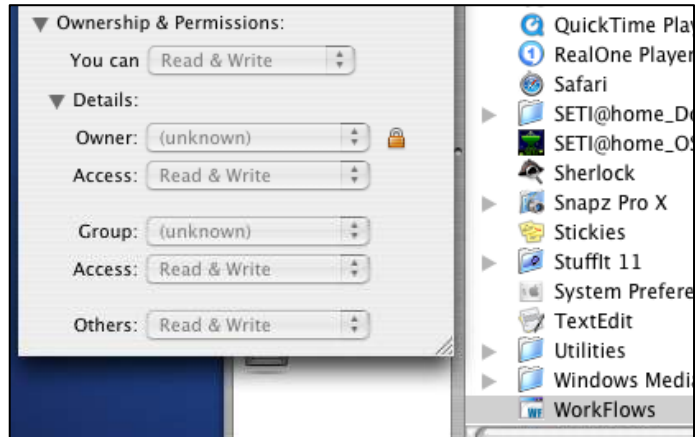 Ownership & Permissions:
You can Read & Write
Details:
Owner: (unknown)
Access: Read & Write
Group: (unknown)
Access: Read & Write
Others: Read & Write
QuickTime Play
RealOne Player
Safari
SETI@home_Do
SETI@home_OS
Sherlock
Snapz Pro X
Stickies
StuffIt 11
System Prefere
TextEdit
Utilities
Windows Media
WF WorkFlows